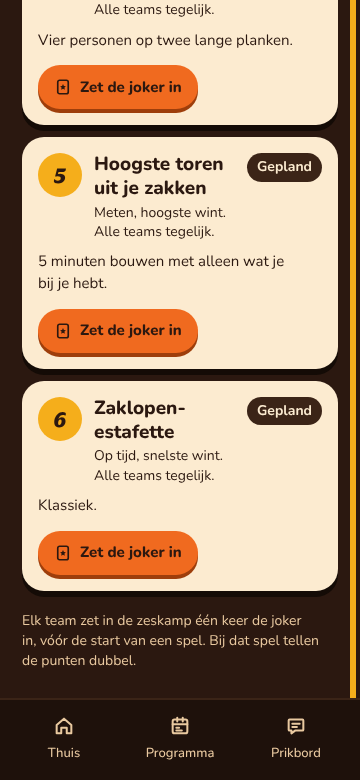 Alle teams tegelijk.
Vier personen op twee lange planken.
Zet de joker in
5
Hoogste toren
uit je zakken
Gepland
Meten, hoogste wint.
Alle teams tegelijk.
5 minuten bouwen met alleen wat je
bij je hebt.
Zet de joker in
6
Zaklopen-
estafette
Gepland
Op tijd, snelste wint.
Alle teams tegelijk.
Klassiek.
Zet de joker in
Elk team zet in de zeskamp één keer de joker
in, vóór de start van een spel. Bij dat spel tellen
de punten dubbel.
Thuis
Programma
Prikbord